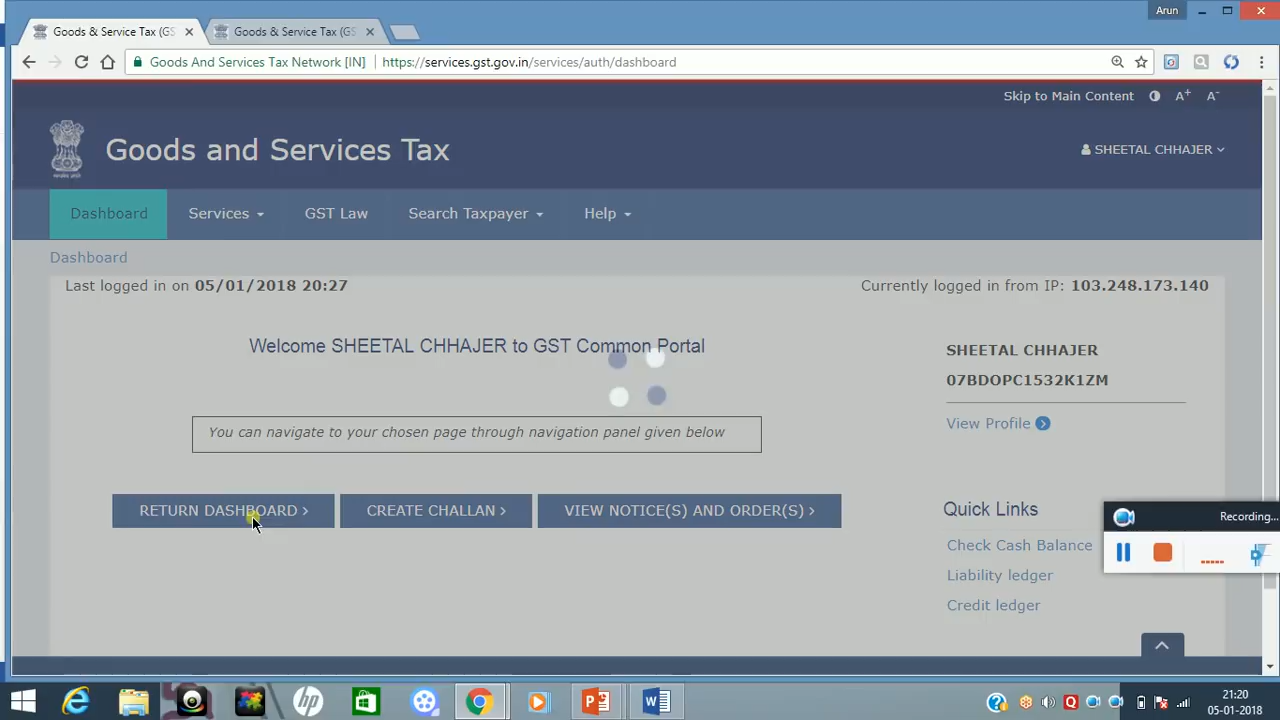 Arun
Goods & Service Tax (GS
Goods & Service Tax (GS
Goods And Services Tax Network [IN]
https://services.gst.gov.in/services/auth/dashboard
Skip to Main Content A+ A-
Goods and Services Tax
SHEETAL CHHAJER
Dashboard Services GST Law Search Taxpayer Help
Dashboard
Last logged in on 05/01/2018 20:27
Currently logged in from IP: 103.248.173.140
Welcome SHEETAL CHHAJER to GST Common Portal
You can navigate to your chosen page through navigation panel given below
RETURN DASHBOARD > CREATE CHALLAN > VIEW NOTICE(S) AND ORDER(S) >
SHEETAL CHHAJER
07BDOPC1532K1ZM
View Profile
Quick Links
Check Cash Balance
Liability ledger
Credit ledger
Recording...
21:20
05-01-2018